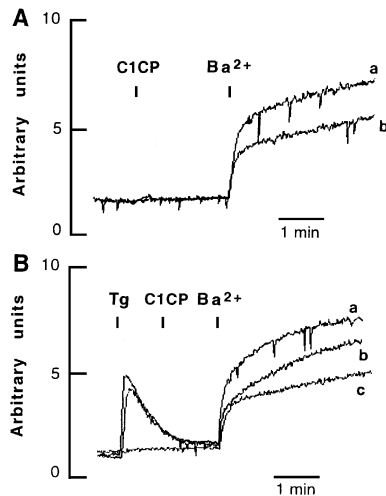 A
10
C1CP Ba2+
a
b
5
0
Arbitrary units
1 min
B
10
Tg C1CP Ba2+
a
b
c
5
0
Arbitrary units
1 min